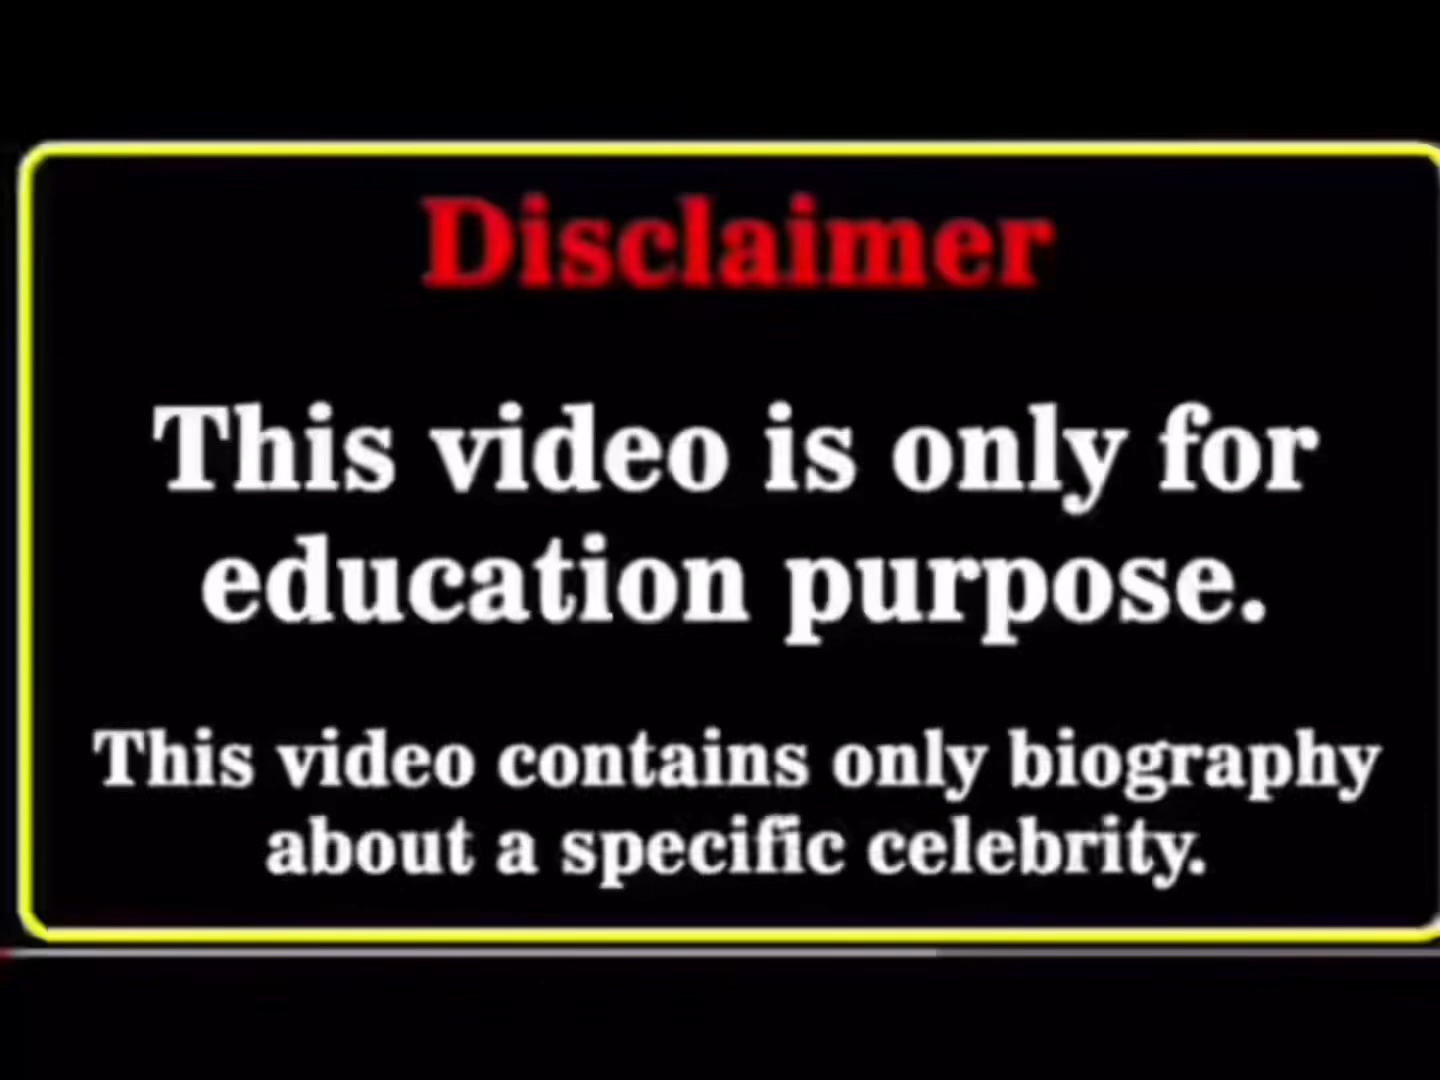 Disclaimer
This video is only for
education purpose.
This video contains only biography
about a specific celebrity.